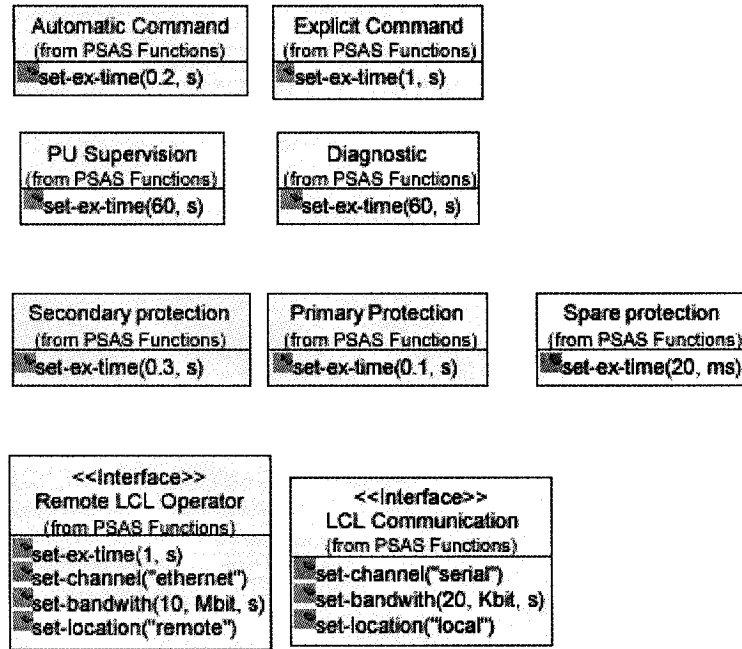 Automatic Command
(from PSAS Functions)
set-ex-time(0.2, s)
Explicit Command
(from PSAS Functions)
set-ex-time(1, s)
PU Supervision
(from PSAS Functions)
set-ex-time(60, s)
Diagnostic
(from PSAS Functions)
set-ex-time(60, s)
Secondary protection
(from PSAS Functions)
set-ex-time(0.3, s)
Primary Protection
(from PSAS Functions)
set-ex-time(0.1, s)
Spare protection
(from PSAS Functions)
set-ex-time(20, ms)
<<Interface>>
Remote LCL Operator
(from PSAS Functions)
set-ex-time(1, s)
set-channel("ethernet")
set-bandwith(10, Mbit, s)
set-location("remote")
<<Interface>>
LCL Communication
(from PSAS Functions)
set-channel("serial")
set-bandwith(20, Kbit, s)
set-location("local")